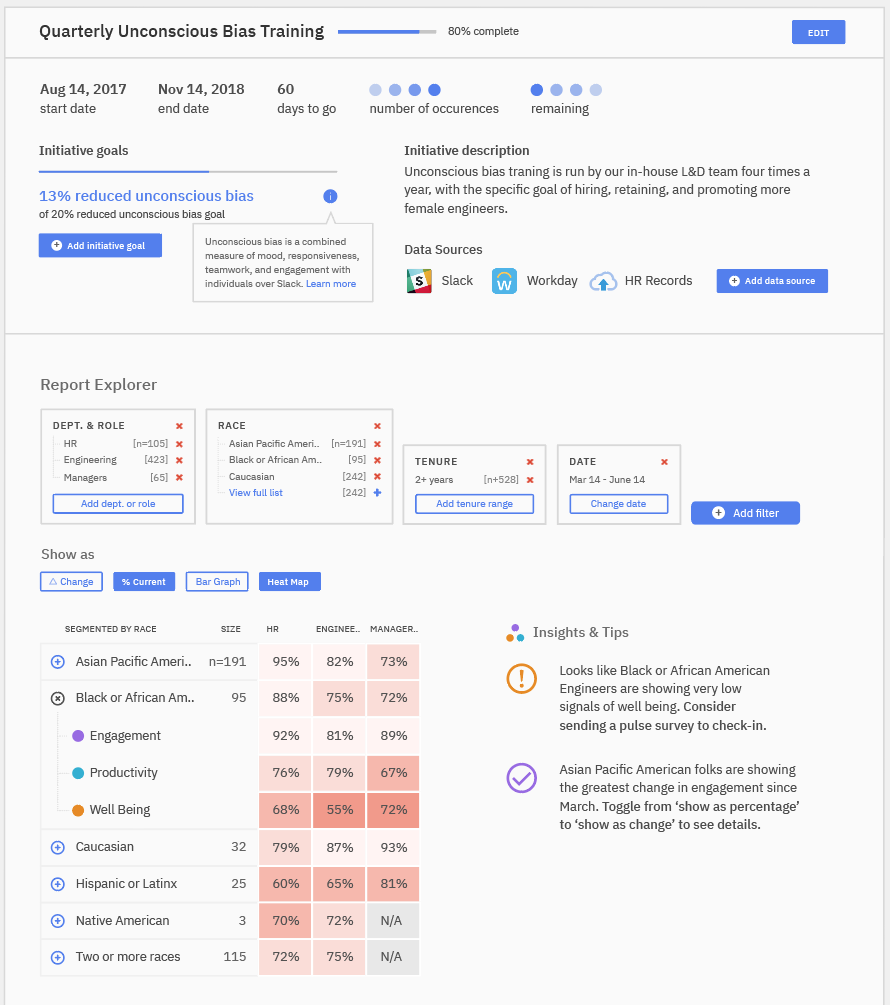 Quarterly Unconscious Bias Training
80% complete
EDIT
Aug 14, 2017
start date
Nov 14, 2018
end date
60
days to go
number of occurences
remaining
Initiative goals
13% reduced unconscious bias
i
of 20% reduced unconscious bias goal
Add initiative goal
Unconscious bias is a combined
measure of mood, responsiveness,
teamwork, and engagement with
individuals over Slack. Learn more
Initiative description
Unconscious bias traning is run by our in-house L&D team four times a
year, with the specific goal of hiring, retaining, and promoting more
female engineers.
Data Sources
S Slack
W Workday
HR Records
Add data source
Report Explorer
DEPT. & ROLE
HR [n=105]
Engineering [423]
Managers [65]
Add dept. or role
RACE
Asian Pacific Ameri.. [n=191]
Black or African Am.. [95]
Caucasian [242]
View full list [242]
TENURE
2+ years [n+528]
Add tenure range
DATE
Mar 14 - June 14
Change date
Add filter
Show as
Change
% Current
Bar Graph
Heat Map
SEGMENTED BY RACE SIZE HR ENGINEE.. MANAGER..
Asian Pacific Ameri.. n=191 95% 82% 73%
Black or African Am.. 95 88% 75% 72%
Engagement 92% 81% 89%
Productivity 76% 79% 67%
Well Being 68% 55% 72%
Caucasian 32 79% 87% 93%
Hispanic or Latinx 25 60% 65% 81%
Native American 3 70% 72% N/A
Two or more races 115 72% 75% N/A
Insights & Tips
Looks like Black or African American
Engineers are showing very low
signals of well being. Consider
sending a pulse survey to check-in.
Asian Pacific American folks are showing
the greatest change in engagement since
March. Toggle from ‘show as percentage’
to ‘show as change’ to see details.